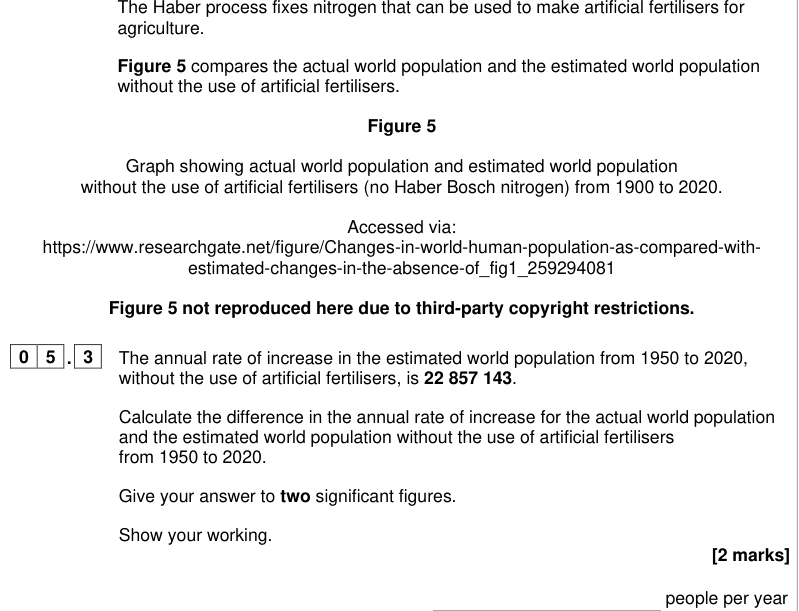 The Haber process fixes nitrogen that can be used to make artificial fertilisers for
agriculture.
Figure 5 compares the actual world population and the estimated world population
without the use of artificial fertilisers.
Figure 5
Graph showing actual world population and estimated world population
without the use of artificial fertilisers (no Haber Bosch nitrogen) from 1900 to 2020.
Accessed via:
https://www.researchgate.net/figure/Changes-in-world-human-population-as-compared-with-
estimated-changes-in-the-absence-of_fig1_259294081
Figure 5 not reproduced here due to third-party copyright restrictions.
0 5 . 3 The annual rate of increase in the estimated world population from 1950 to 2020,
without the use of artificial fertilisers, is 22 857 143.
Calculate the difference in the annual rate of increase for the actual world population
and the estimated world population without the use of artificial fertilisers
from 1950 to 2020.
Give your answer to two significant figures.
Show your working.
[2 marks]
people per year